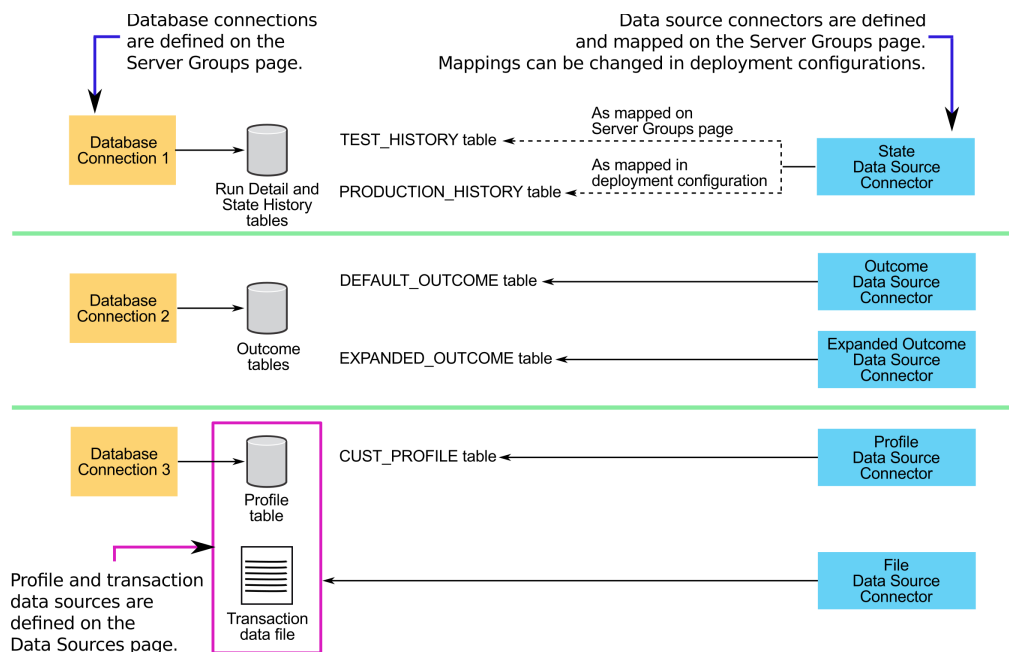 Database connections
are defined on the
Server Groups page.
Data source connectors are defined
and mapped on the Server Groups page.
Mappings can be changed in deployment configurations.
Database
Connection 1
Run Detail and
State History
tables
TEST_HISTORY table
As mapped on
Server Groups page
PRODUCTION_HISTORY table
As mapped in
deployment configuration
State
Data Source
Connector
Database
Connection 2
Outcome
tables
DEFAULT_OUTCOME table
Outcome
Data Source
Connector
EXPANDED_OUTCOME table
Expanded Outcome
Data Source
Connector
Database
Connection 3
Profile
table
CUST_PROFILE table
Profile
Data Source
Connector
Profile and transaction
data sources are
defined on the
Data Sources page.
Transaction
data file
File
Data Source
Connector